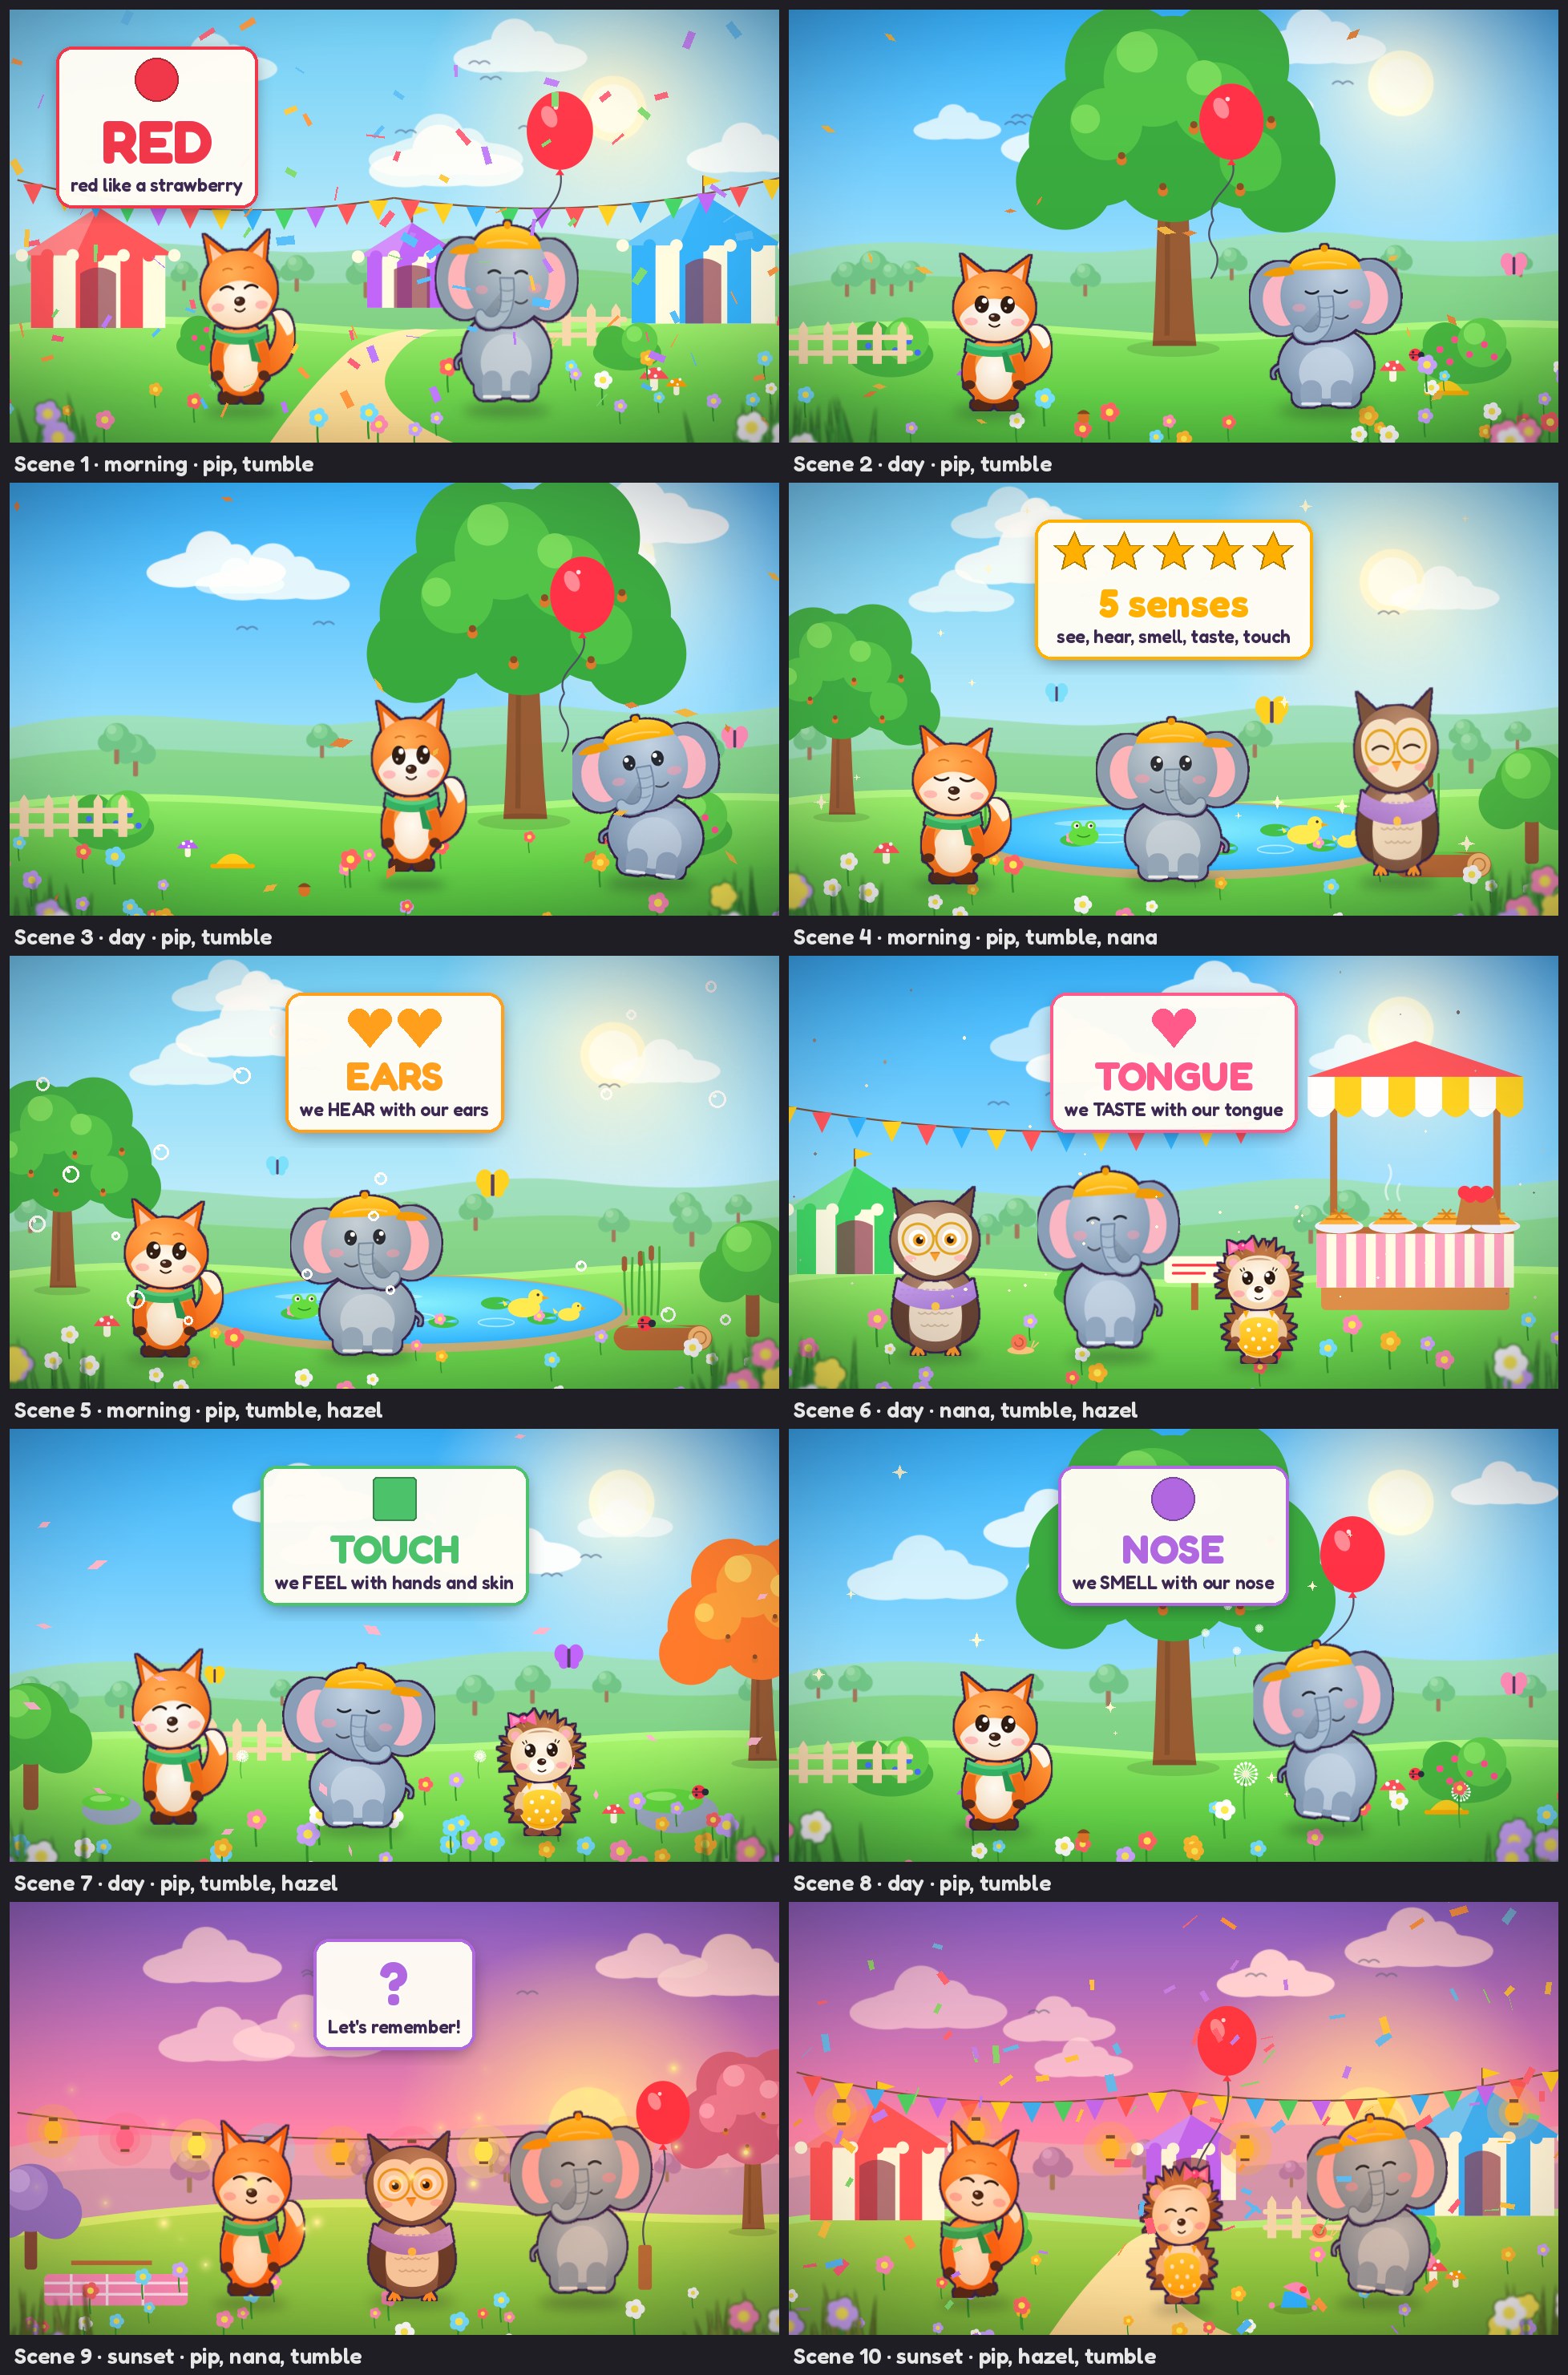 RED
red like a strawberry
Scene 1 · morning · pip, tumble
Scene 2 · day · pip, tumble
Scene 3 · day · pip, tumble
5 senses
see, hear, smell, taste, touch
Scene 4 · morning · pip, tumble, nana
EARS
we HEAR with our ears
Scene 5 · morning · pip, tumble, hazel
TONGUE
we TASTE with our tongue
Scene 6 · day · nana, tumble, hazel
TOUCH
we FEEL with hands and skin
Scene 7 · day · pip, tumble, hazel
NOSE
we SMELL with our nose
Scene 8 · day · pip, tumble
?
Let's remember!
Scene 9 · sunset · pip, nana, tumble
Scene 10 · sunset · pip, hazel, tumble